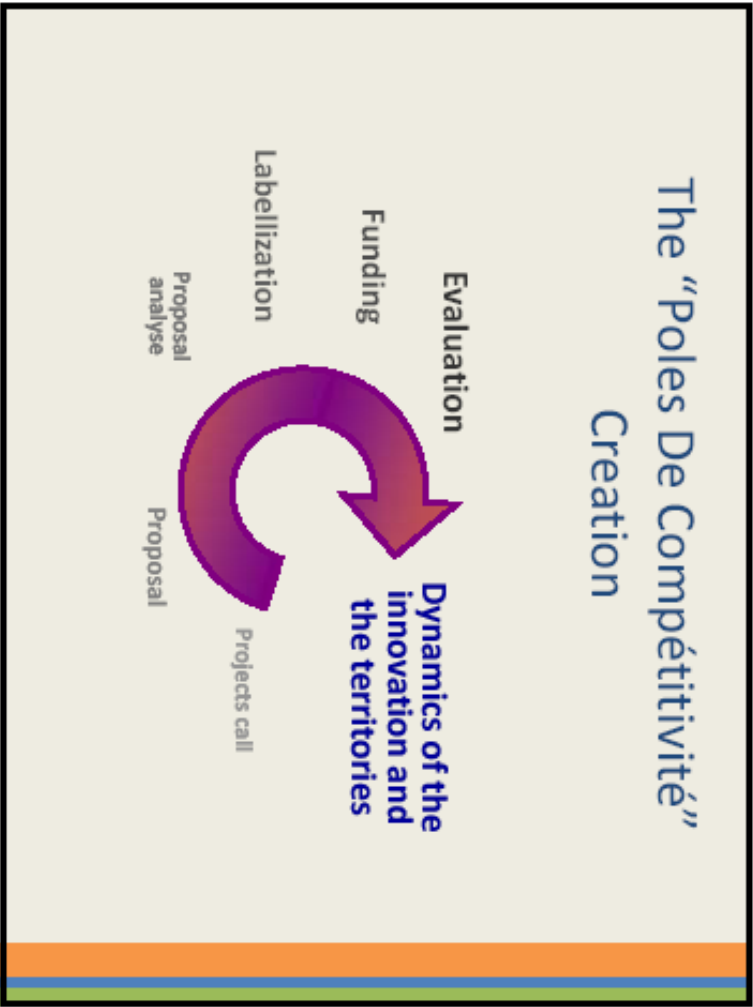 The “Poles De Compétitivité”
Creation
Evaluation
Funding
Labellization
Proposal
analyse
Proposal
Projects call
Dynamics of the
innovation and
the territories